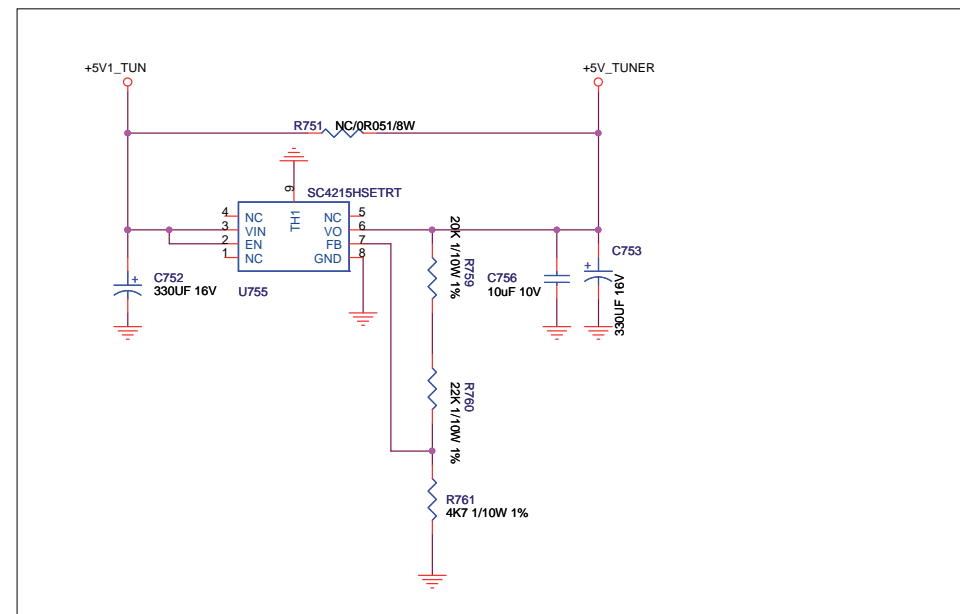 +5V1_TUN
+5V_TUNER
R751 NC/0R051/8W
9
SC4215HSETRT
TH1
4 NC
3 VIN
2 EN
1 NC
NC 5
VO 6
FB 7
GND 8
U755
C752
330UF 16V
R759
20K 1/10W 1%
C756
10uF 10V
C753
330UF 16V
R760
22K 1/10W 1%
R761
4K7 1/10W 1%
+
+